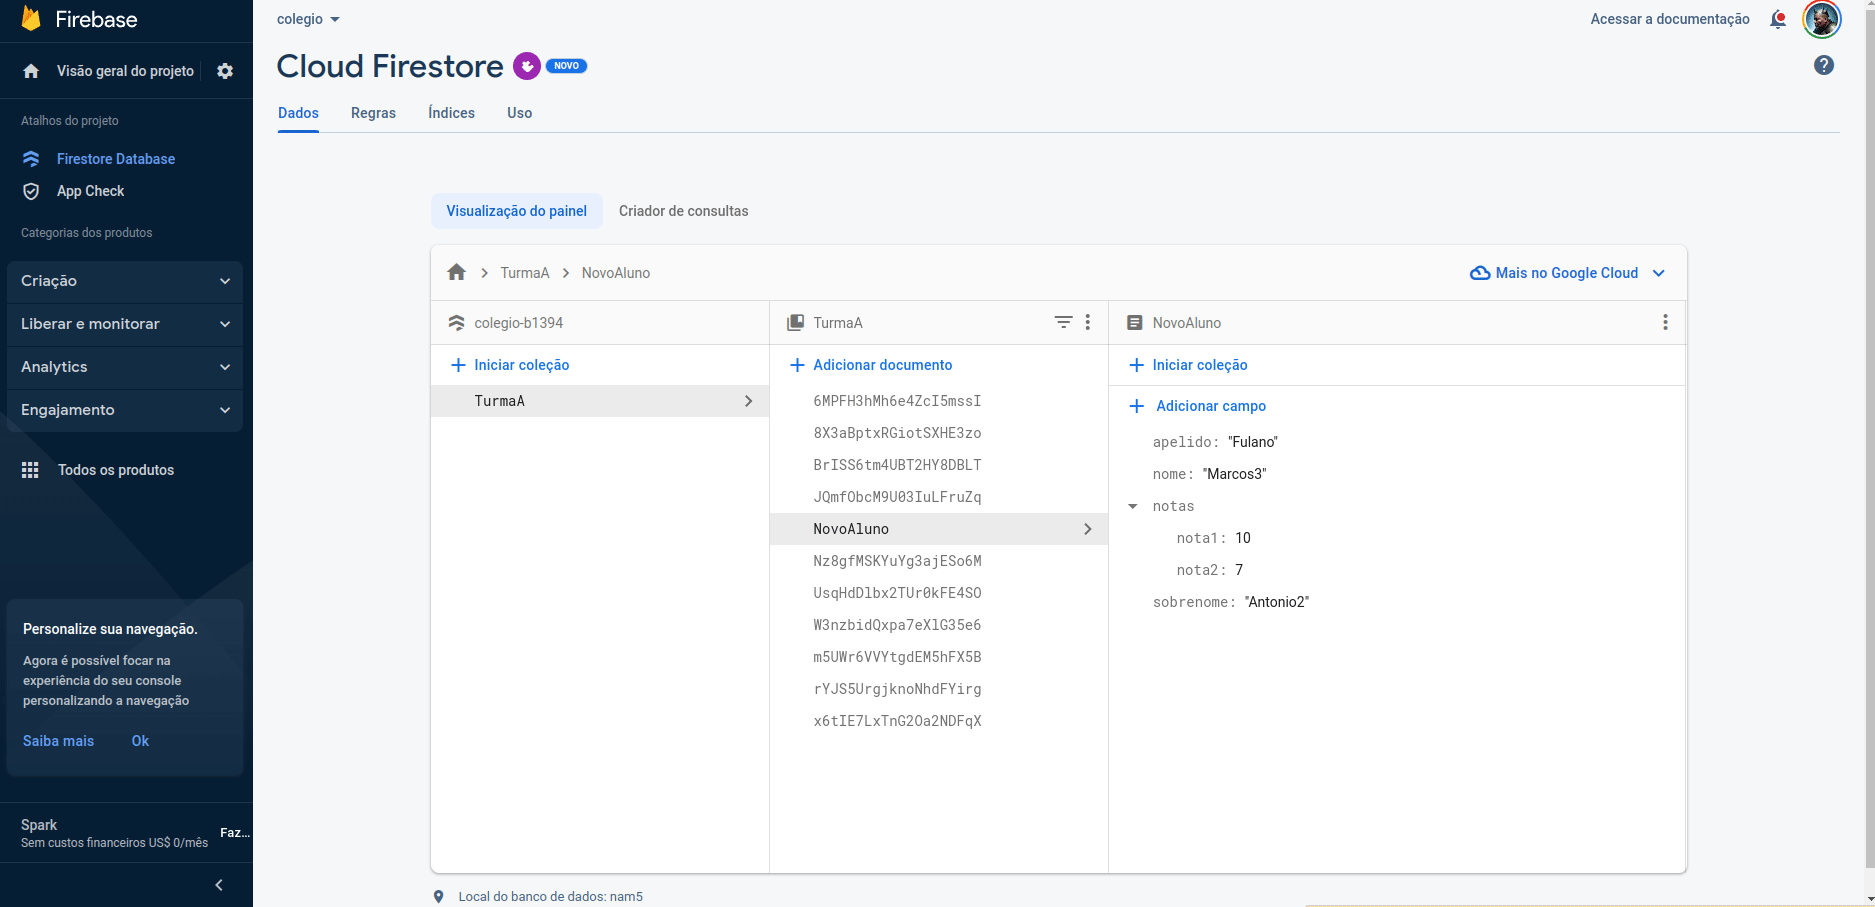 Firebase
Visão geral do projeto
Atalhos do projeto
Firestore Database
App Check
Categorias dos produtos
Criação
Liberar e monitorar
Analytics
Engajamento
Todos os produtos
Personalize sua navegação.
Agora é possível focar na
experiência do seu console
personalizando a navegação
Saiba mais Ok
Spark
Sem custos financeiros US$ 0/mês
Faz...
colegio
Acessar a documentação
Cloud Firestore NOVO
Dados Regras Índices Uso
Visualização do painel Criador de consultas
TurmaA NovoAluno
Mais no Google Cloud
colegio-b1394
Iniciar coleção
TurmaA
TurmaA
Adicionar documento
6MPFH3hMh6e4ZcI5mssI
8X3aBptxRGiotSXHE3zo
BrISS6tm4UBT2HY8DBLT
JQmfObcM9U03IuLFruZq
NovoAluno
Nz8gfMSKYuYg3ajESo6M
UsqHdDlbx2TUr0kFE4SO
W3nzbidQxpa7eXlG35e6
m5UWr6VVYtgdEM5hFX5B
rYJS5UrgjknoNhdFYirg
x6tIE7LxTnG2Oa2NDFqX
NovoAluno
Iniciar coleção
Adicionar campo
apelido: "Fulano"
nome: "Marcos3"
notas
nota1: 10
nota2: 7
sobrenome: "Antonio2"
Local do banco de dados: nam5